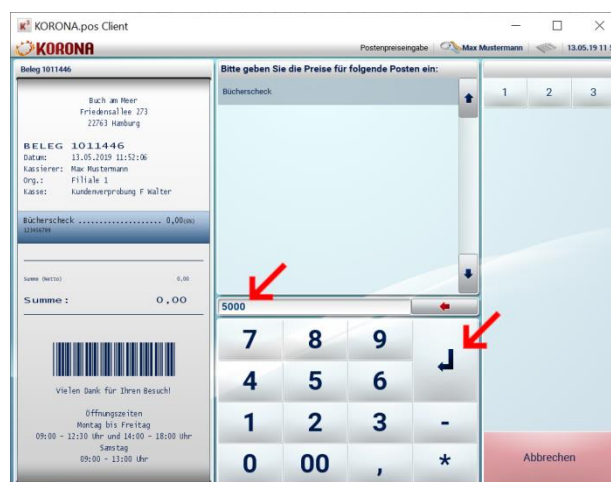 KORONA.pos Client
KORONA
Postenpreiseingabe
Max Mustermann
13.05.19 11:5
Beleg 1011446
Buch am Meer
Friedensallee 273
22763 Hamburg
BELEG 1011446
Datum: 13.05.2019 11:52:06
Kassierer: Max Mustermann
Org.: Filiale 1
Kasse: Kundenverprobung F Walter
Bücherscheck .................... 0,00(0%)
123456789
Summe (Netto) 0,00
Summe: 0,00
Vielen Dank für Ihren Besuch!
Öffnungszeiten
Montag bis Freitag
09:00 - 12:30 Uhr und 14:00 - 18:00 Uhr
Samstag
09:00 - 13:00 Uhr
Bitte geben Sie die Preise für folgende Posten ein:
Bücherscheck
5000
7 8 9
4 5 6
1 2 3 -
0 00 , *
1 2 3
Abbrechen